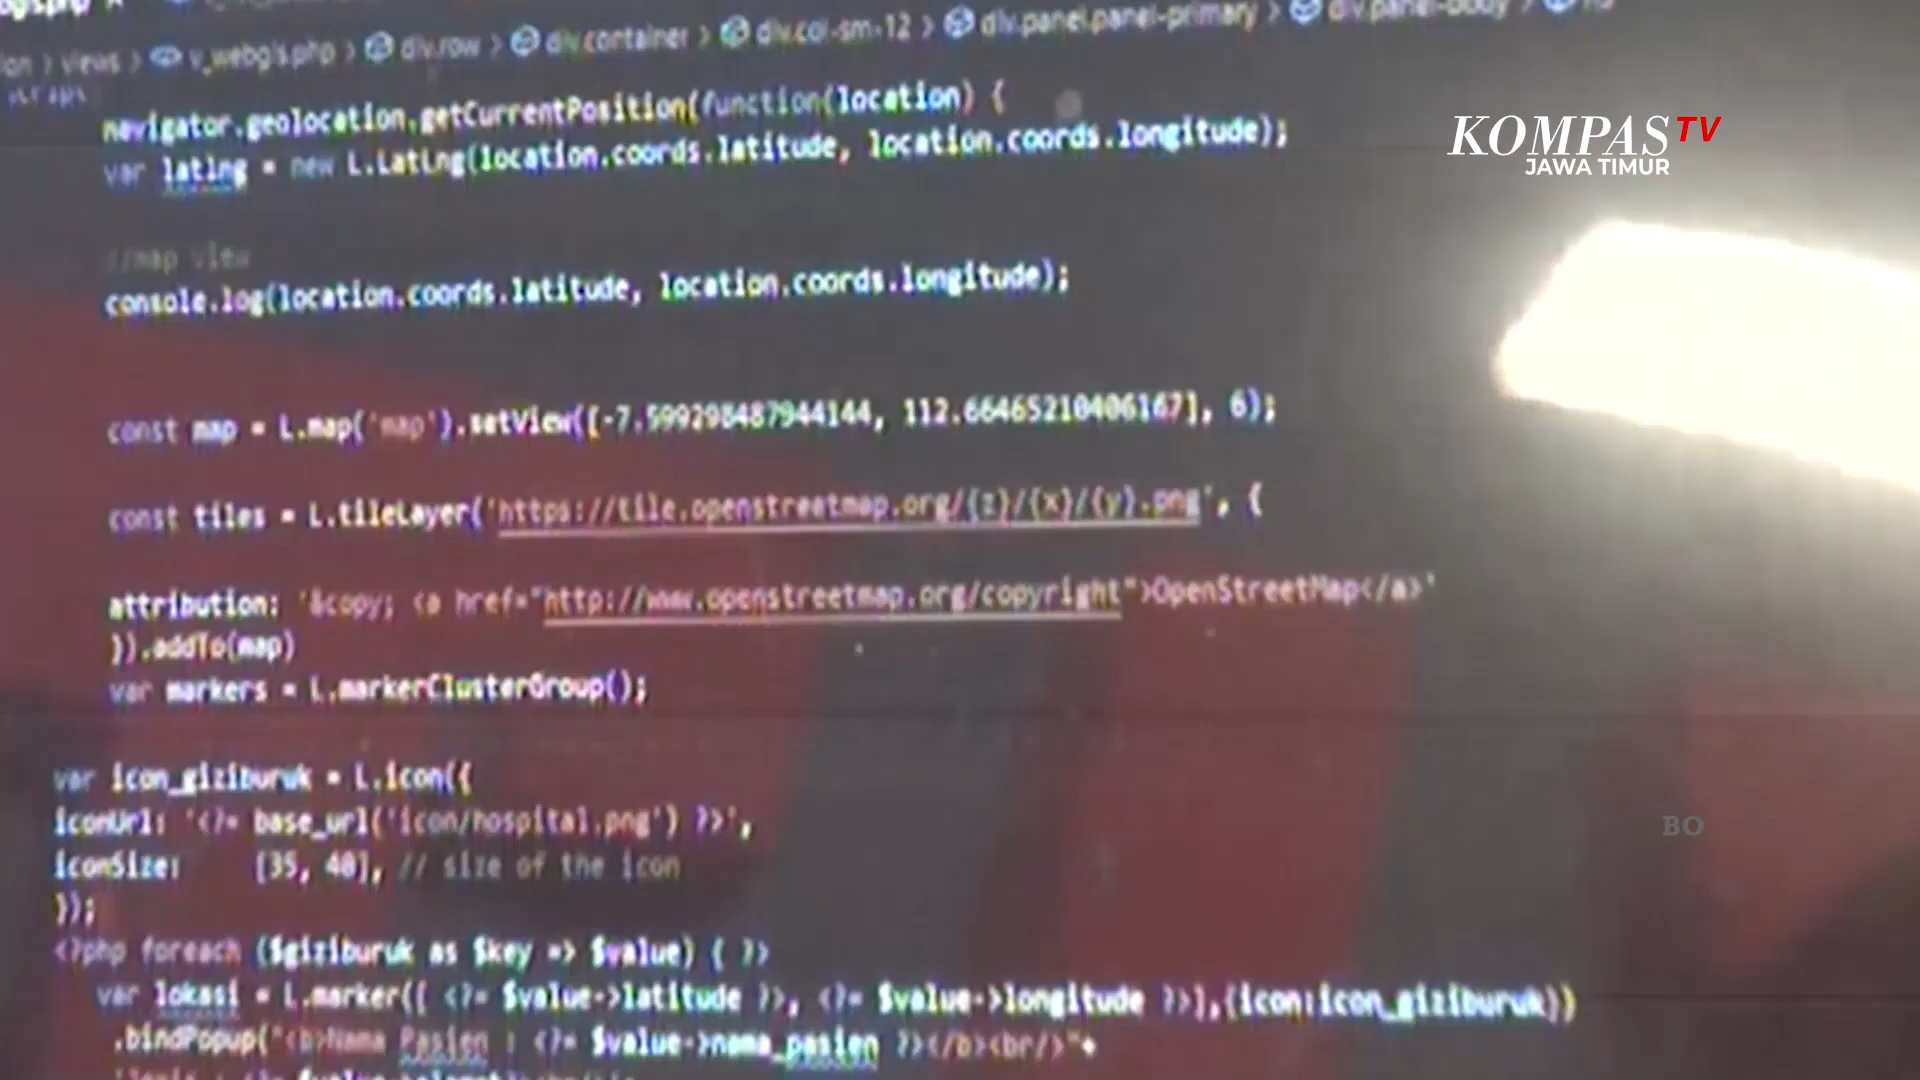 views > v_webgis.php > div.row > div.container > div.col-sm-12 > div.panel.panel-primary > div.panel-body >
navigator.geolocation.getCurrentPosition(function(location) {
var latlng = new L.LatLng(location.coords.latitude, location.coords.longitude);
KOMPAS TV
JAWA TIMUR
//map view
console.log(location.coords.latitude, location.coords.longitude);
const map = L.map('map').setView([-7.599298487944144, 112.66465210406167], 6);
const tiles = L.tileLayer('https://tile.openstreetmap.org/{z}/{x}/{y}.png', {
attribution: '&copy; <a href="http://www.openstreetmap.org/copyright">OpenStreetMap</a>'
}).addTo(map)
var markers = L.markerClusterGroup();
var icon_giziburuk = L.icon({
iconUrl: '<?= base_url('icon/hospital.png') ?>',
iconSize: [35, 40], // size of the icon
});
<?php foreach ($giziburuk as $key => $value) { ?>
var lokasi = L.marker([ <?= $value->latitude ?>, <?= $value->longitude ?>],{icon:icon_giziburuk})
.bindPopup("<b>Nama Pasien : <?= $value->nama_pasien ?></b><br/>"+
BO